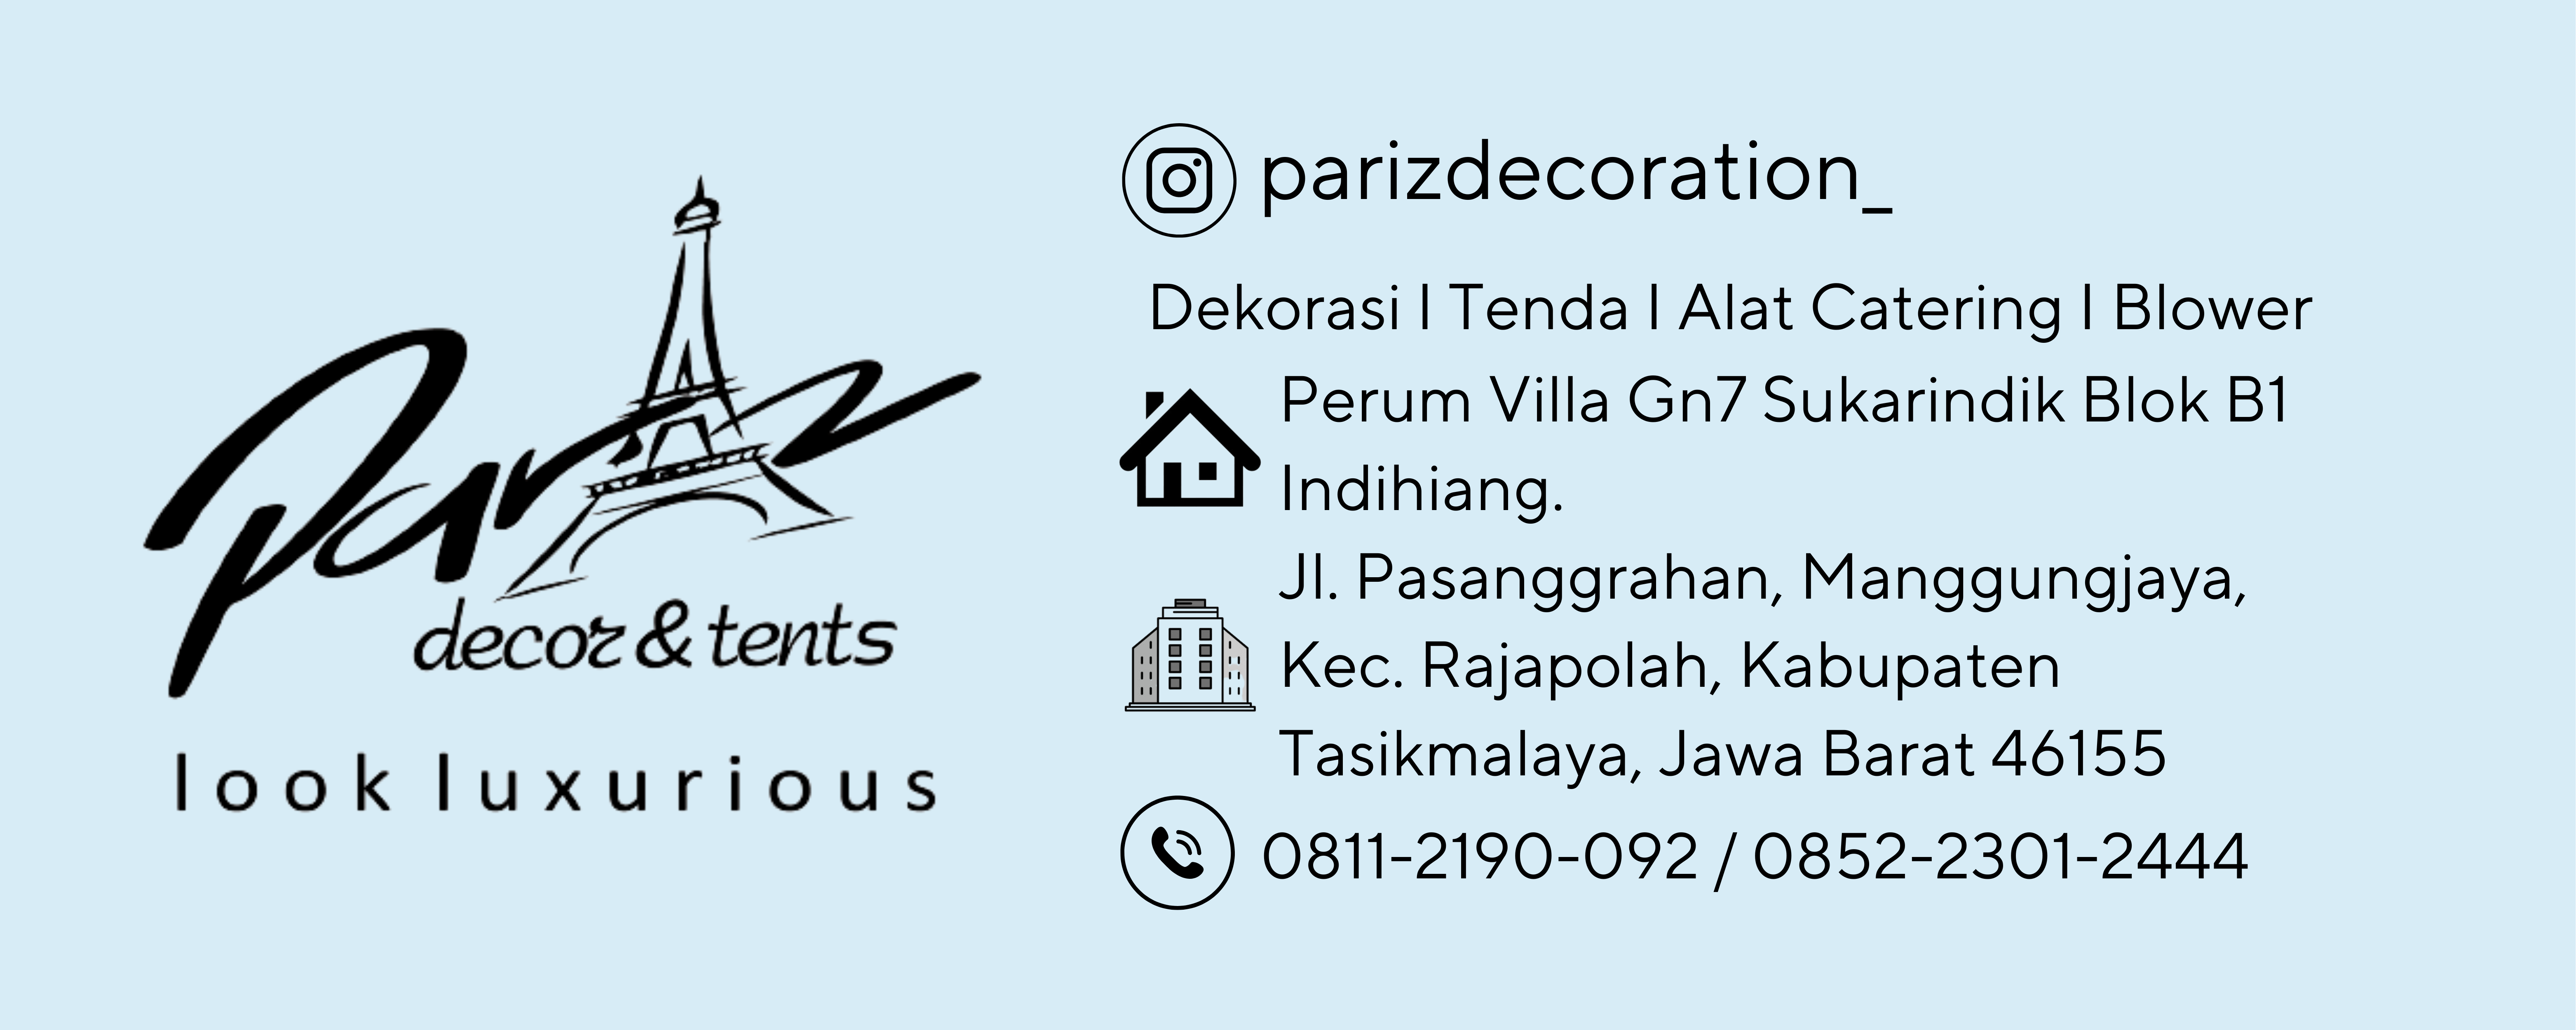 Pariz
decor & tents
look luxurious
parizdecoration_
Dekorasi I Tenda I Alat Catering I Blower
Perum Villa Gn7 Sukarindik Blok B1
Indihiang.
Jl. Pasanggrahan, Manggungjaya,
Kec. Rajapolah, Kabupaten
Tasikmalaya, Jawa Barat 46155
0811-2190-092 / 0852-2301-2444